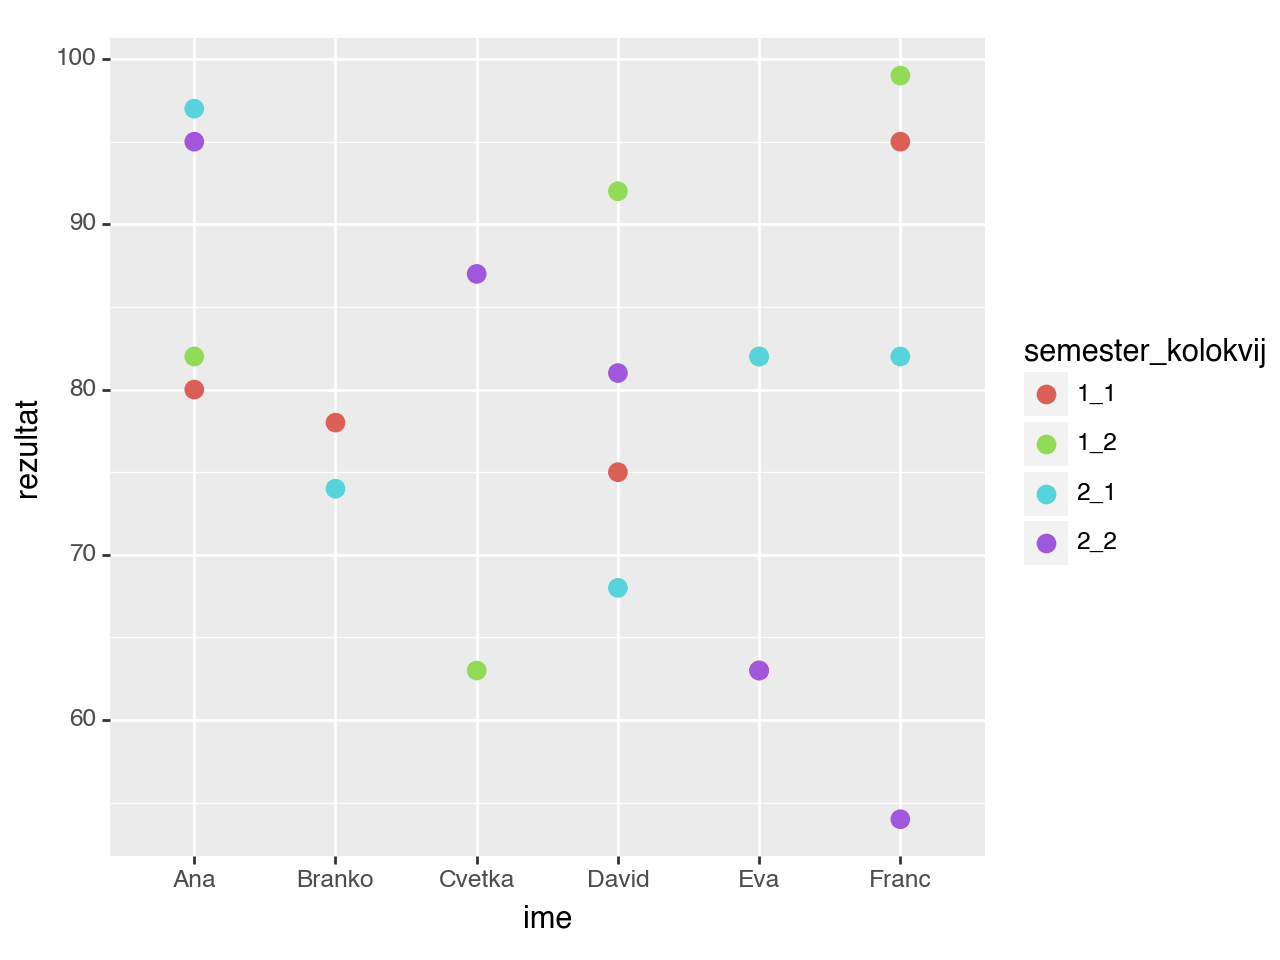 100
90
80
70
60
rezultat
Ana Branko Cvetka David Eva Franc
ime
semester_kolokvij
1_1
1_2
2_1
2_2